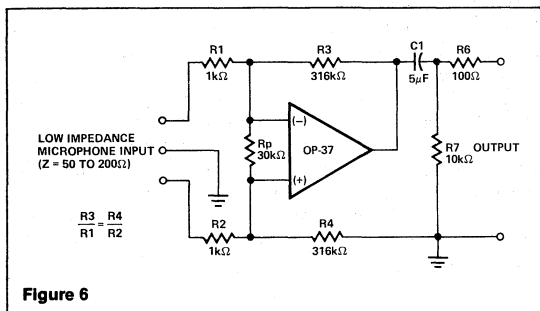 R1
1kΩ
R3
316kΩ
C1
5μF
R6
100Ω
LOW IMPEDANCE
MICROPHONE INPUT
(Z = 50 TO 200Ω)
Rp
30kΩ
(−)
OP-37
(+)
R7 OUTPUT
10kΩ
R3 = R4
R1 R2
R2
1kΩ
R4
316kΩ
Figure 6